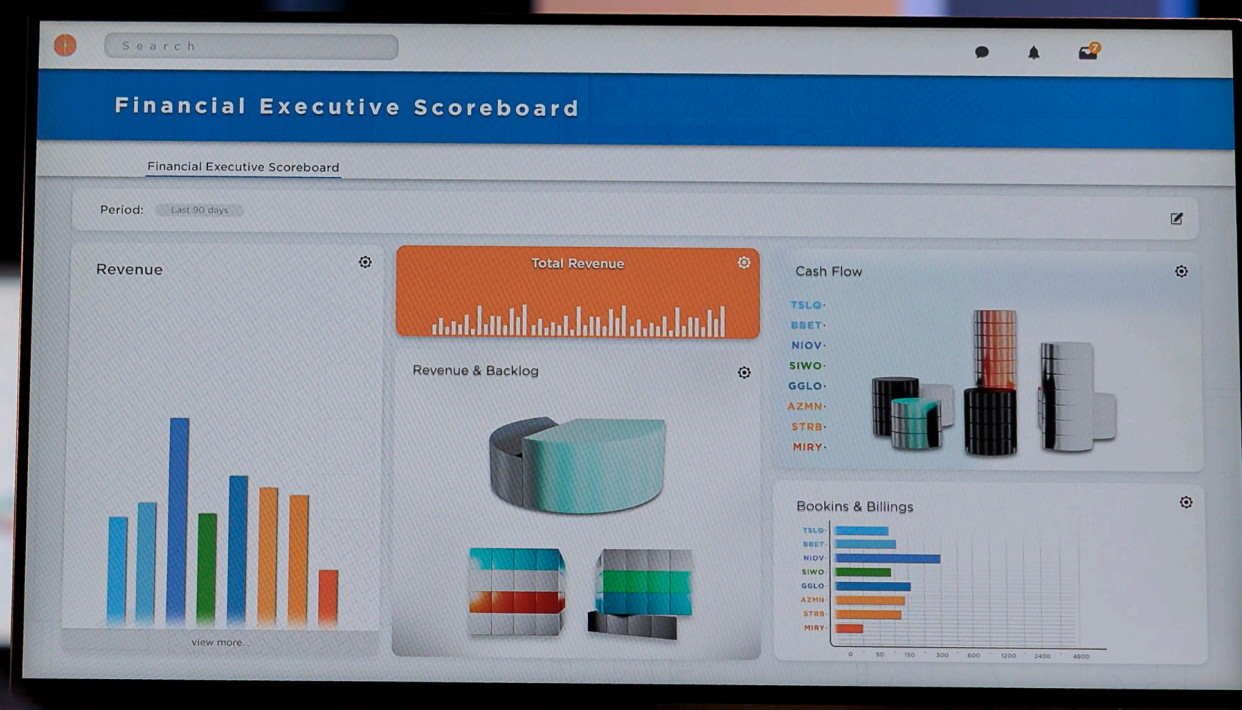 Search
7
Financial Executive Scoreboard
Financial Executive Scoreboard
Period: Last 90 days
Revenue
view more...
Total Revenue
Revenue & Backlog
Cash Flow
TSLQ
BBET
NIOV
SIWO
GGLO
AZMN
STRB
MIRY
Bookins & Billings
TSLQ
BBET
NIOV
SIWO
GGLO
AZMN
STRB
MIRY
0 50 150 300 600 1200 2400 4800